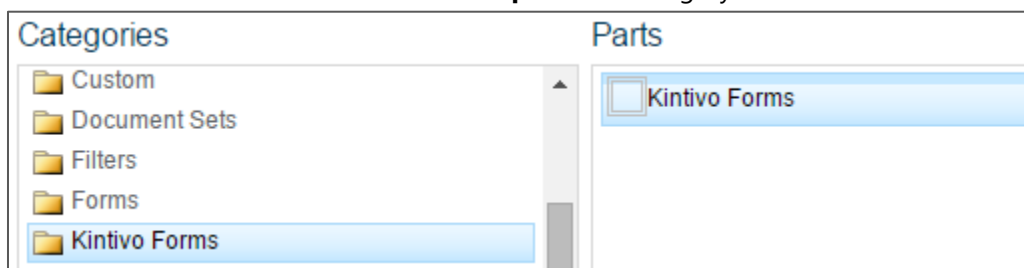 Categories
Parts
Custom
Document Sets
Filters
Forms
Kintivo Forms
Kintivo Forms